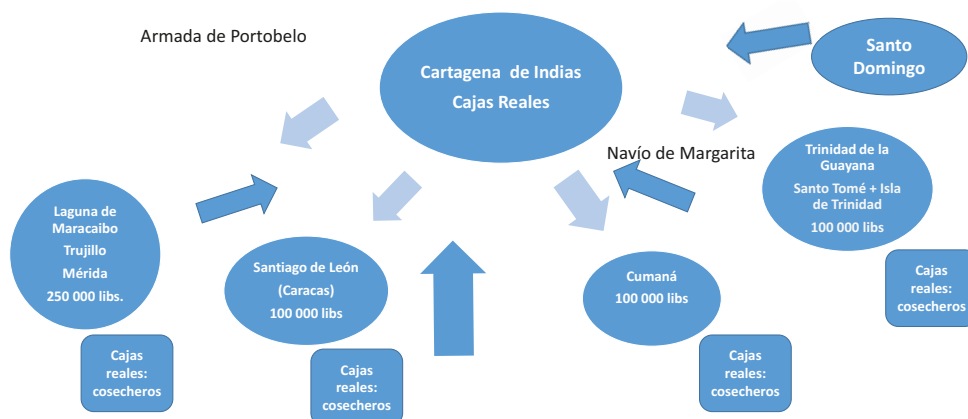 Armada de Portobelo
Cartagena de Indias
Cajas Reales
Santo
Domingo
Navío de Margarita
Trinidad de la
Guayana
Santo Tomé + Isla
de Trinidad
100 000 libs
Laguna de
Maracaibo
Trujillo
Mérida
250 000 libs.
Santiago de León
(Caracas)
100 000 libs
Cumaná
100 000 libs
Cajas
reales:
cosecheros
Cajas
reales:
cosecheros
Cajas
reales:
cosecheros
Cajas
reales:
cosecheros